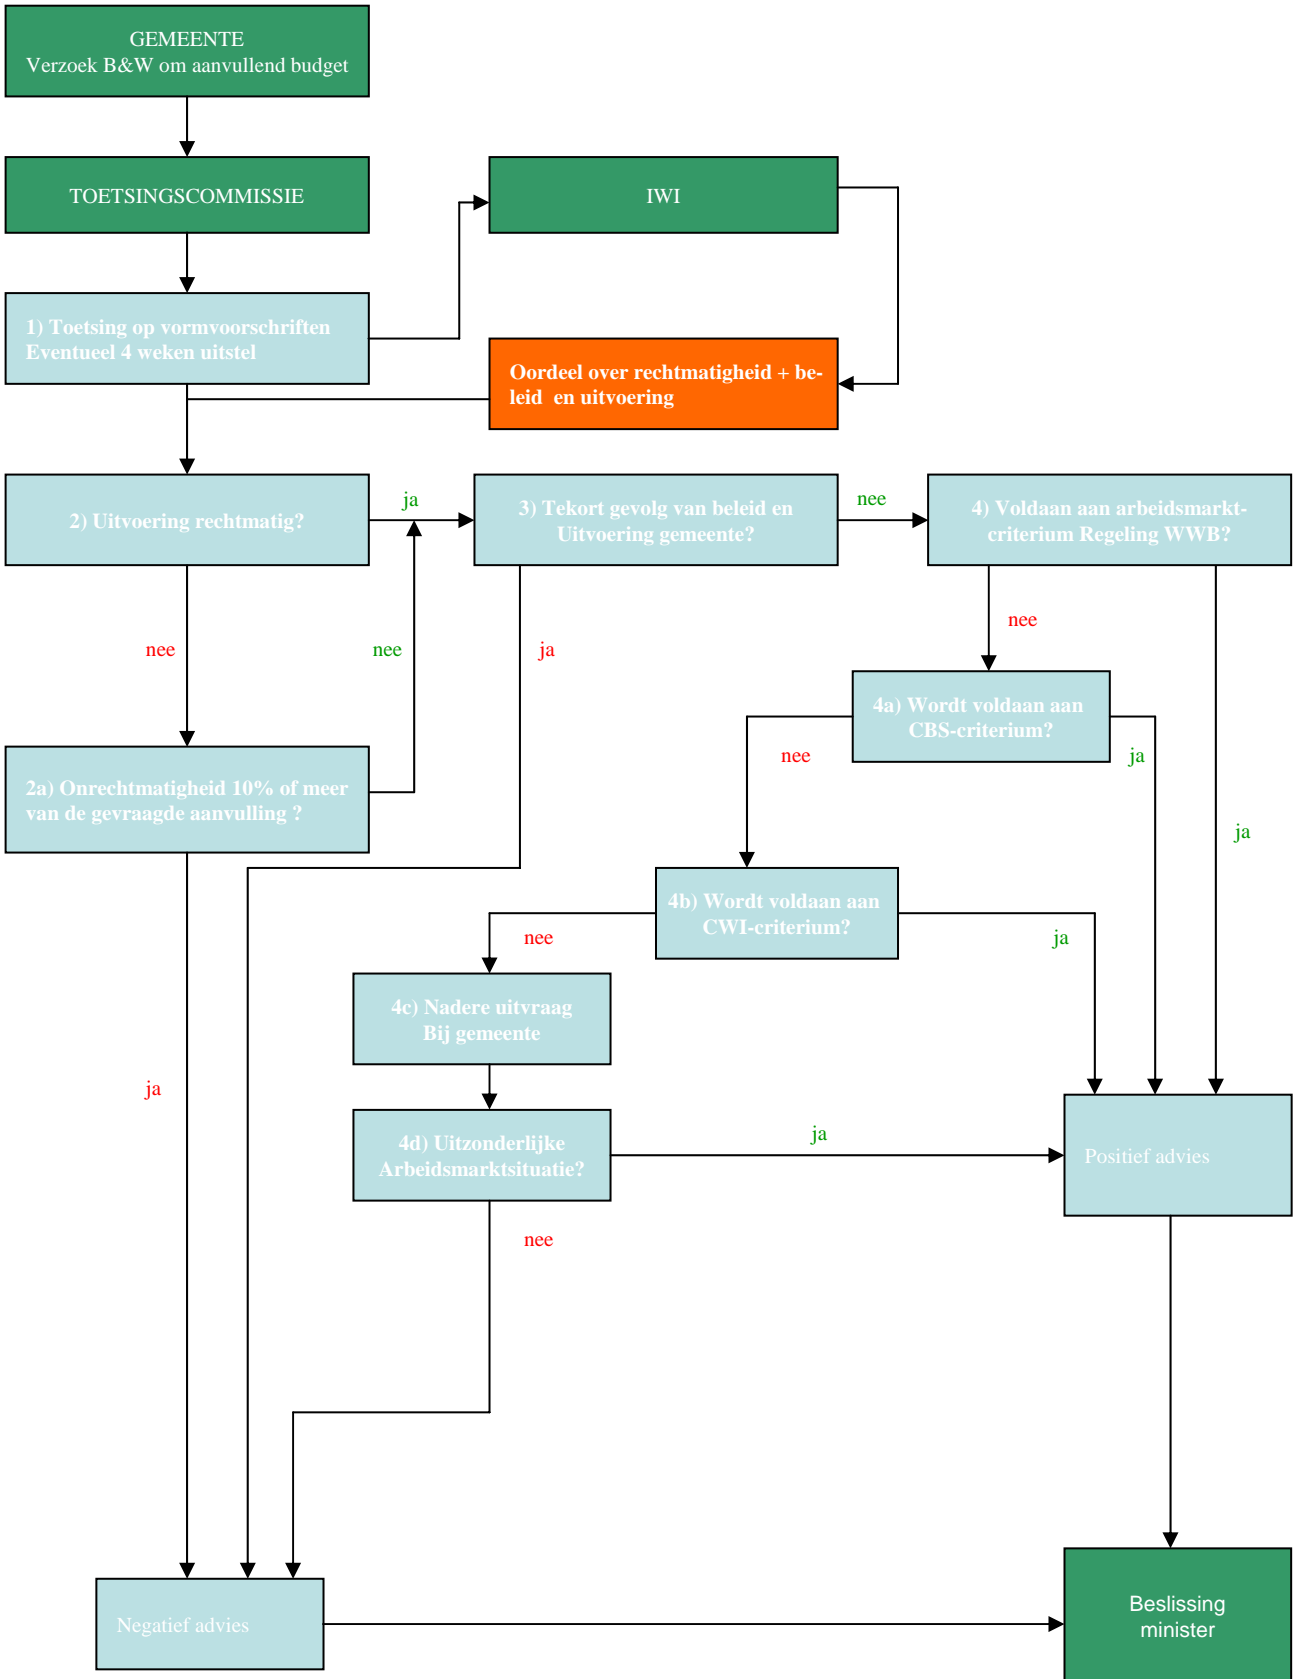 GEMEENTE
Verzoek B&W om aanvullend budget
TOETSINGSCOMMISSIE
IWI
1) Toetsing op vormvoorschriften
Eventueel 4 weken uitstel
Oordeel over rechtmatigheid + be-
leid en uitvoering
2) Uitvoering rechtmatig?
ja
3) Tekort gevolg van beleid en
Uitvoering gemeente?
nee
4) Voldaan aan arbeidsmarkt-
criterium Regeling WWB?
nee
nee
ja
nee
4a) Wordt voldaan aan
CBS-criterium?
nee
ja
ja
2a) Onrechtmatigheid 10% of meer
van de gevraagde aanvulling ?
4b) Wordt voldaan aan
CWI-criterium?
nee
ja
4c) Nadere uitvraag
Bij gemeente
ja
4d) Uitzonderlijke
Arbeidsmarktsituatie?
ja
Positief advies
nee
Negatief advies
Beslissing
minister